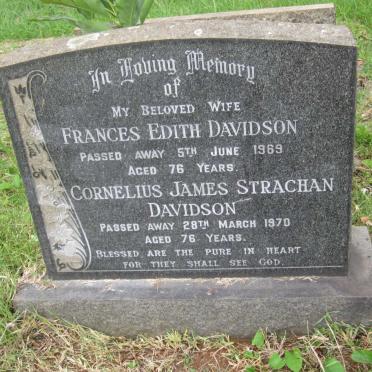 In Loving Memory
of
MY BELOVED WIFE
FRANCES EDITH DAVIDSON
PASSED AWAY 5TH JUNE 1969
AGED 76 YEARS.
CORNELIUS JAMES STRACHAN
DAVIDSON
PASSED AWAY 28TH MARCH 1970
AGED 76 YEARS.
BLESSED ARE THE PURE IN HEART
FOR THEY SHALL SEE GOD.